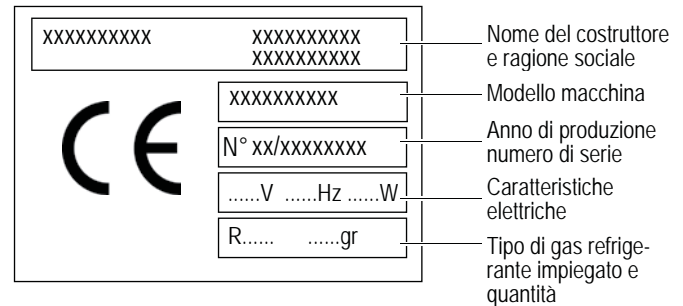 xxxxxxxxxx xxxxxxxxxx
xxxxxxxxxx
Nome del costruttore
e ragione sociale
xxxxxxxxxx
Modello macchina
N° xx/xxxxxxxx
Anno di produzione
numero di serie
......V ......Hz ......W
Caratteristiche
elettriche
R...... ......gr
Tipo di gas refrige-
rante impiegato e
quantità
CE